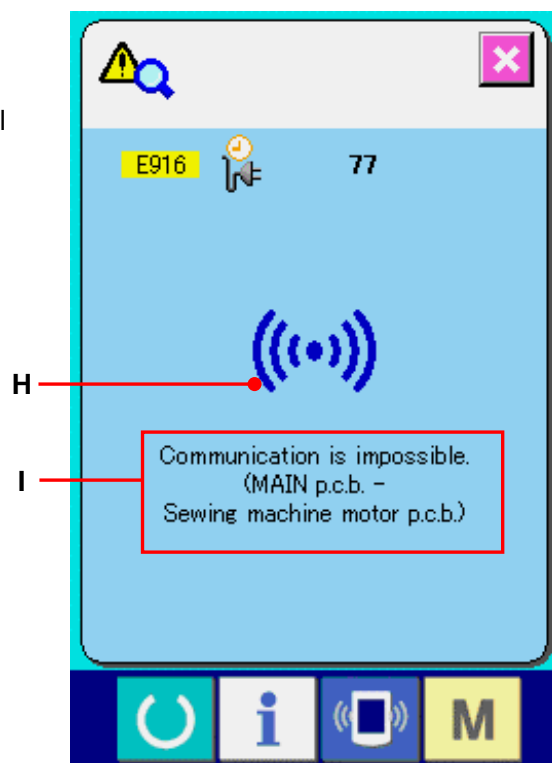 l
E916 77
H
I
Communication is impossible.
(MAIN p.c.b. -
Sewing machine motor p.c.b.)
i M